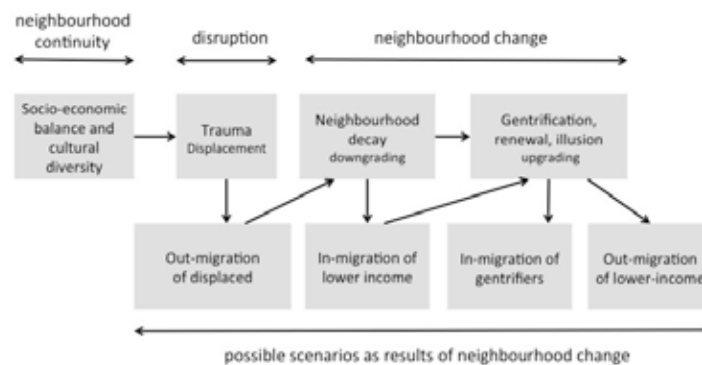 neighbourhood
continuity
disruption
neighbourhood change
Socio-economic
balance and
cultural
diversity
Trauma
Displacement
Neighbourhood
decay
downgrading
Gentrification,
renewal, illusion
upgrading
Out-migration
of displaced
In-migration of
lower income
In-migration of
gentrifiers
Out-migration
of lower-income
possible scenarios as results of neighbourhood change